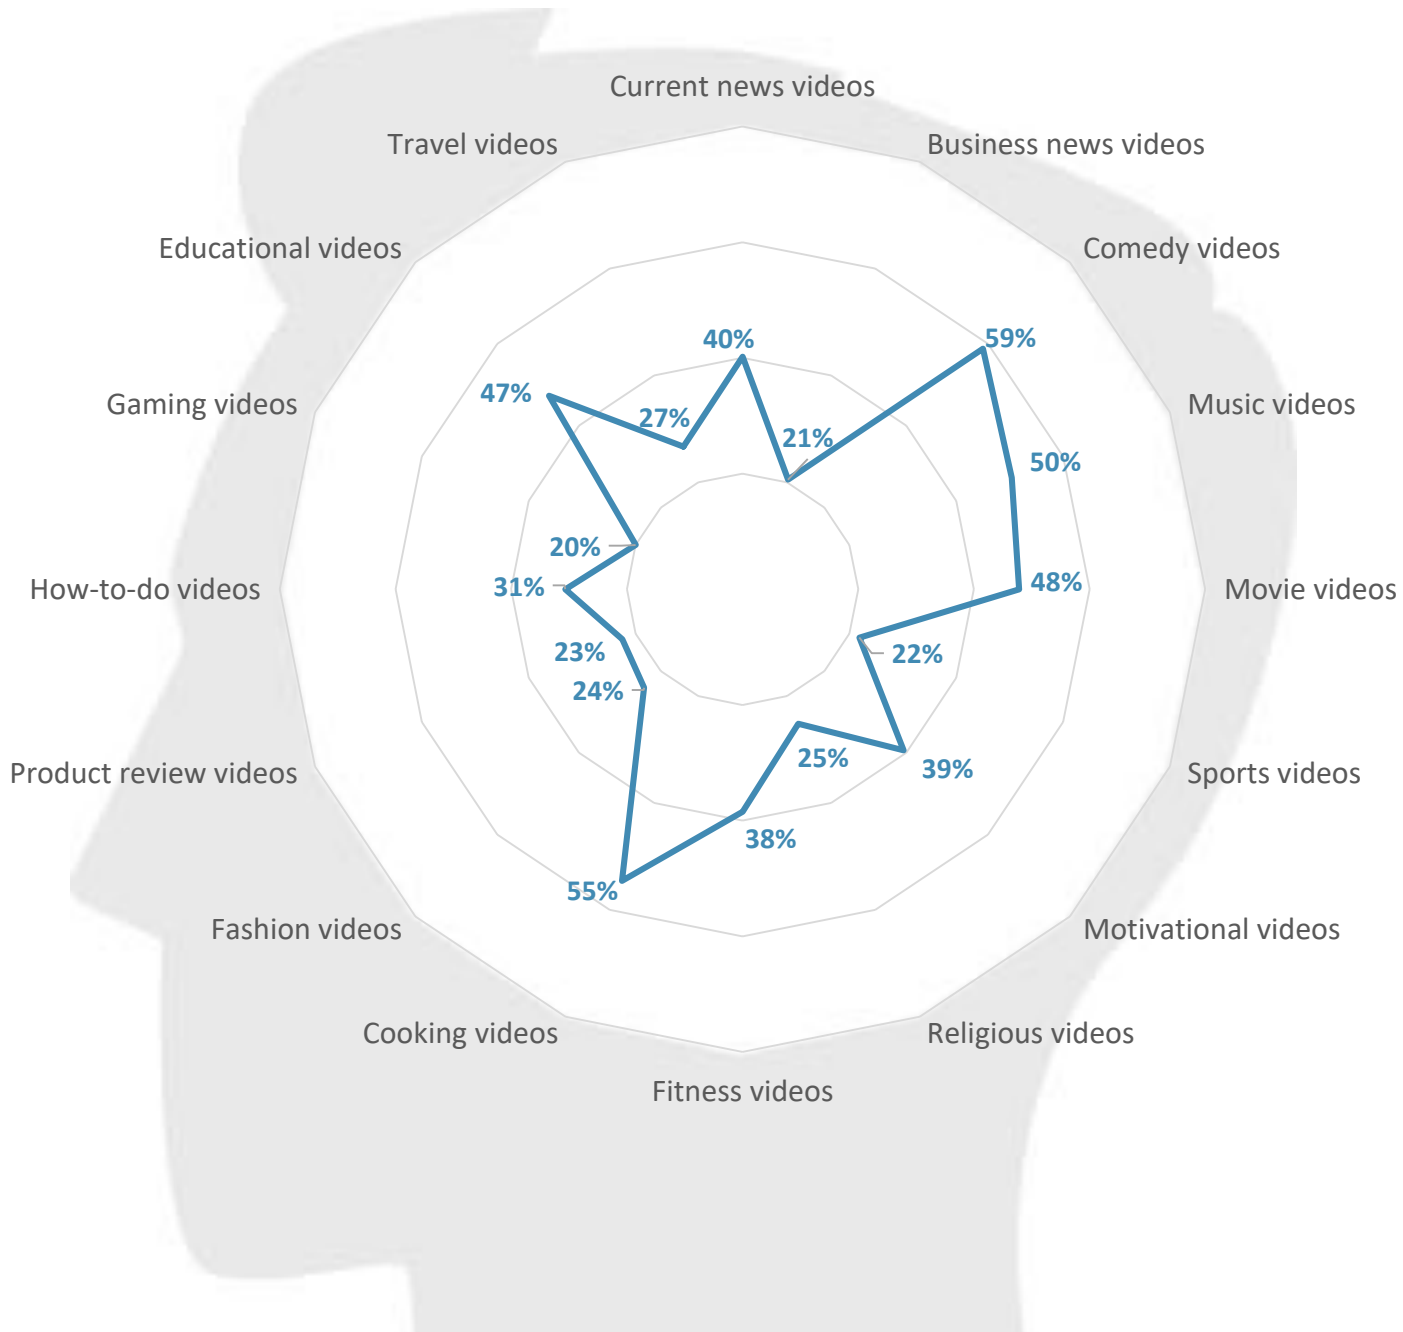 Current news videos
Travel videos
Business news videos
Educational videos
Comedy videos
40%
59%
47%
Gaming videos
Music videos
27%
21%
50%
20%
31%
How-to-do videos
48%
Movie videos
23%
22%
24%
25%
39%
Product review videos
Sports videos
38%
55%
Fashion videos
Motivational videos
Cooking videos
Religious videos
Fitness videos